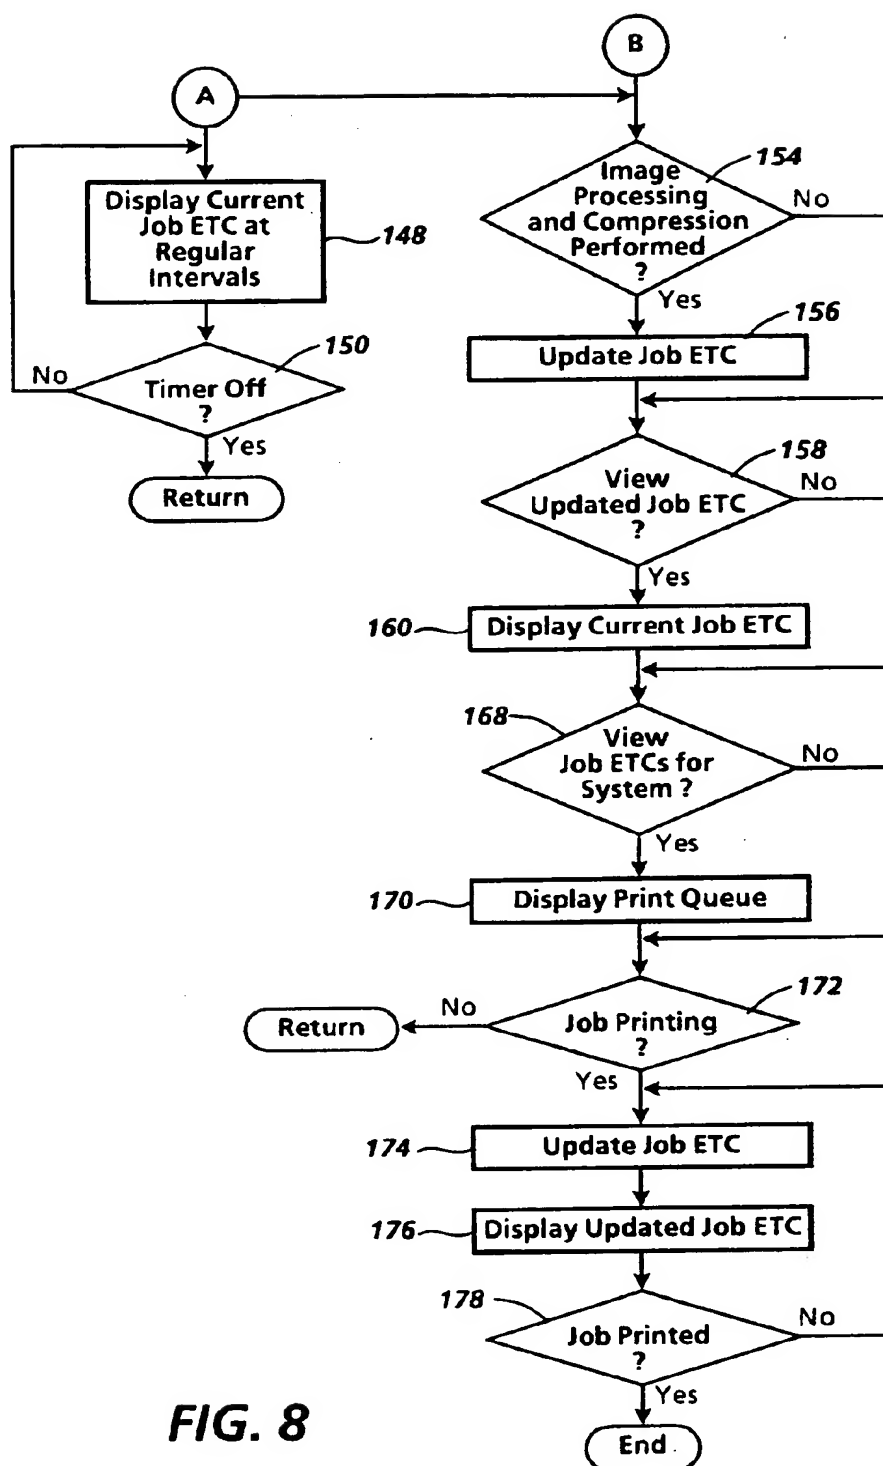 B
A
Display Current
Job ETC at
Regular
Intervals
148
Timer Off
?
150
No
Yes
Return
Image
Processing
and Compression
Performed
?
154
No
Yes
156
Update Job ETC
View
Updated Job ETC
?
158
No
Yes
160
Display Current Job ETC
168
View
Job ETCs for
System ?
No
Yes
170
Display Print Queue
172
Job Printing
?
No
Return
Yes
174
Update Job ETC
176
Display Updated Job ETC
178
Job Printed
?
No
Yes
End
FIG. 8